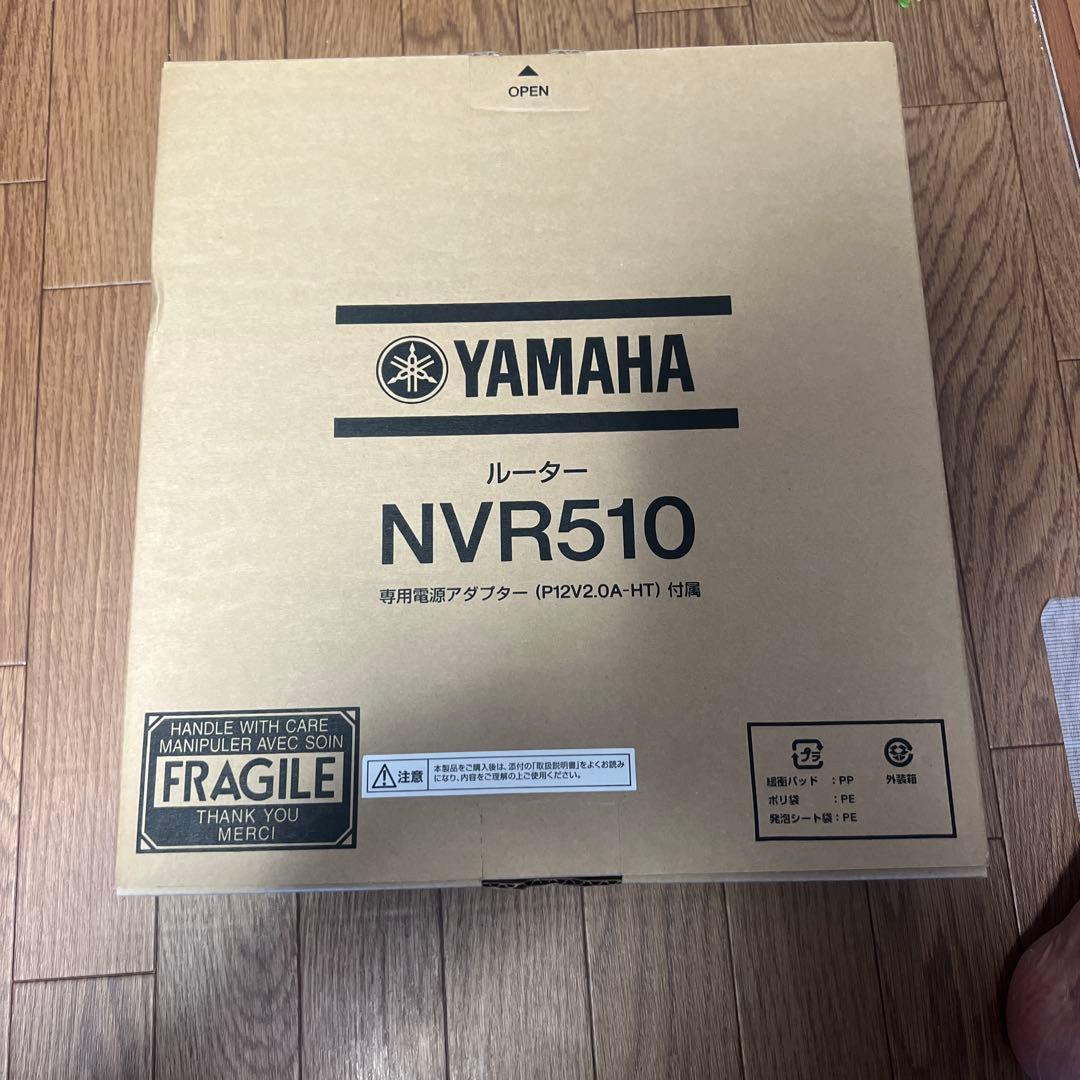 OPEN
YAMAHA
ルーター
NVR510
専用電源アダプター (P12V2.0A-HT) 付属
HANDLE WITH CARE
MANIPULER AVEC SOIN
FRAGILE
THANK YOU
MERCI
注意
本製品をご購入後は、添付の「取扱説明書」をよくお読み
になり、内容をご理解の上ご使用ください。
プラ
外装箱
緩衝パッド :PP
ポリ袋 :PE
発泡シート袋:PE